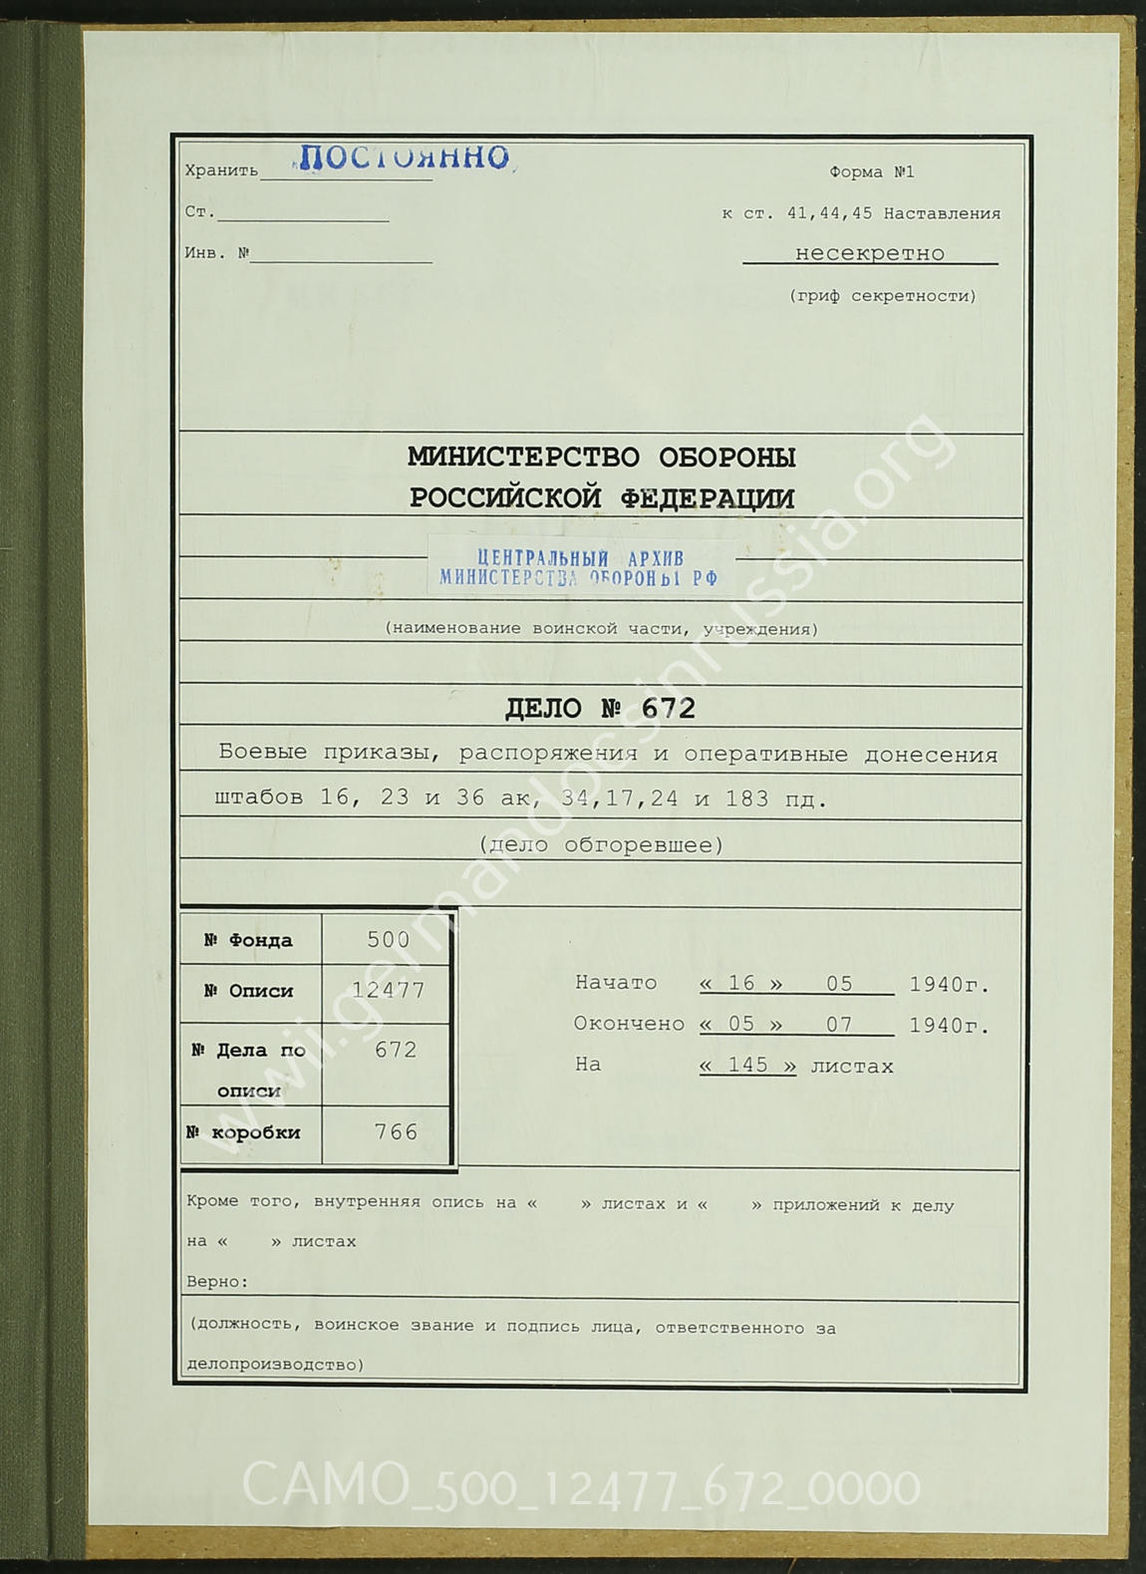 Хранить ПОСТОЯННО
Форма №1
Ст.
к ст. 41,44,45 Наставления
Инв. №
несекретно
(гриф секретности)
МИНИСТЕРСТВО ОБОРОНЫ
РОССИЙСКОЙ ФЕДЕРАЦИИ
ЦЕНТРАЛЬНЫЙ АРХИВ
МИНИСТЕРСТВА ОБОРОНЫ РФ
(наименование воинской части, учреждения)
ДЕЛО № 672
Боевые приказы, распоряжения и оперативные донесения
штабов 16, 23 и 36 ак, 34,17,24 и 183 пд.
(дело обгоревшее)
№ Фонда 500
№ Описи 12477
№ Дела по описи 672
№ коробки 766
Начато « 16 » 05 1940г.
Окончено « 05 » 07 1940г.
На « 145 » листах
Кроме того, внутренняя опись на « » листах и « » приложений к делу
на « » листах
Верно:
(должность, воинское звание и подпись лица, ответственного за
делопроизводство)
wwii.germandocsinrussia.org
CAMO_500_12477_672_0000